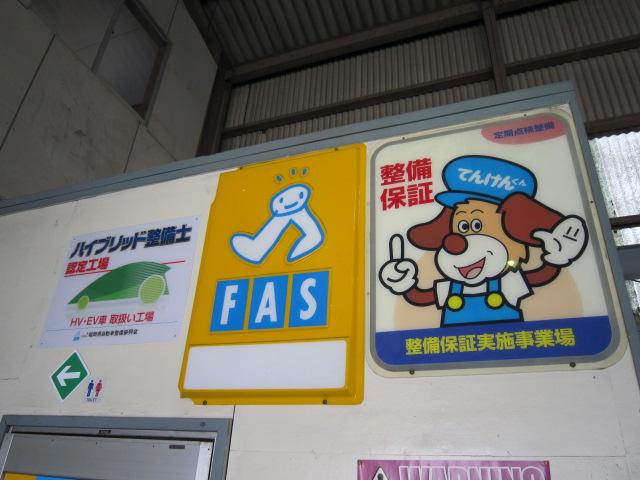 ハイブリッド整備士
認定工場
HV・EV車 取扱い工場
TOILET
FAS
定期点検整備
整備
保証
てんけんくん
整備保証実施事業場
WARNING